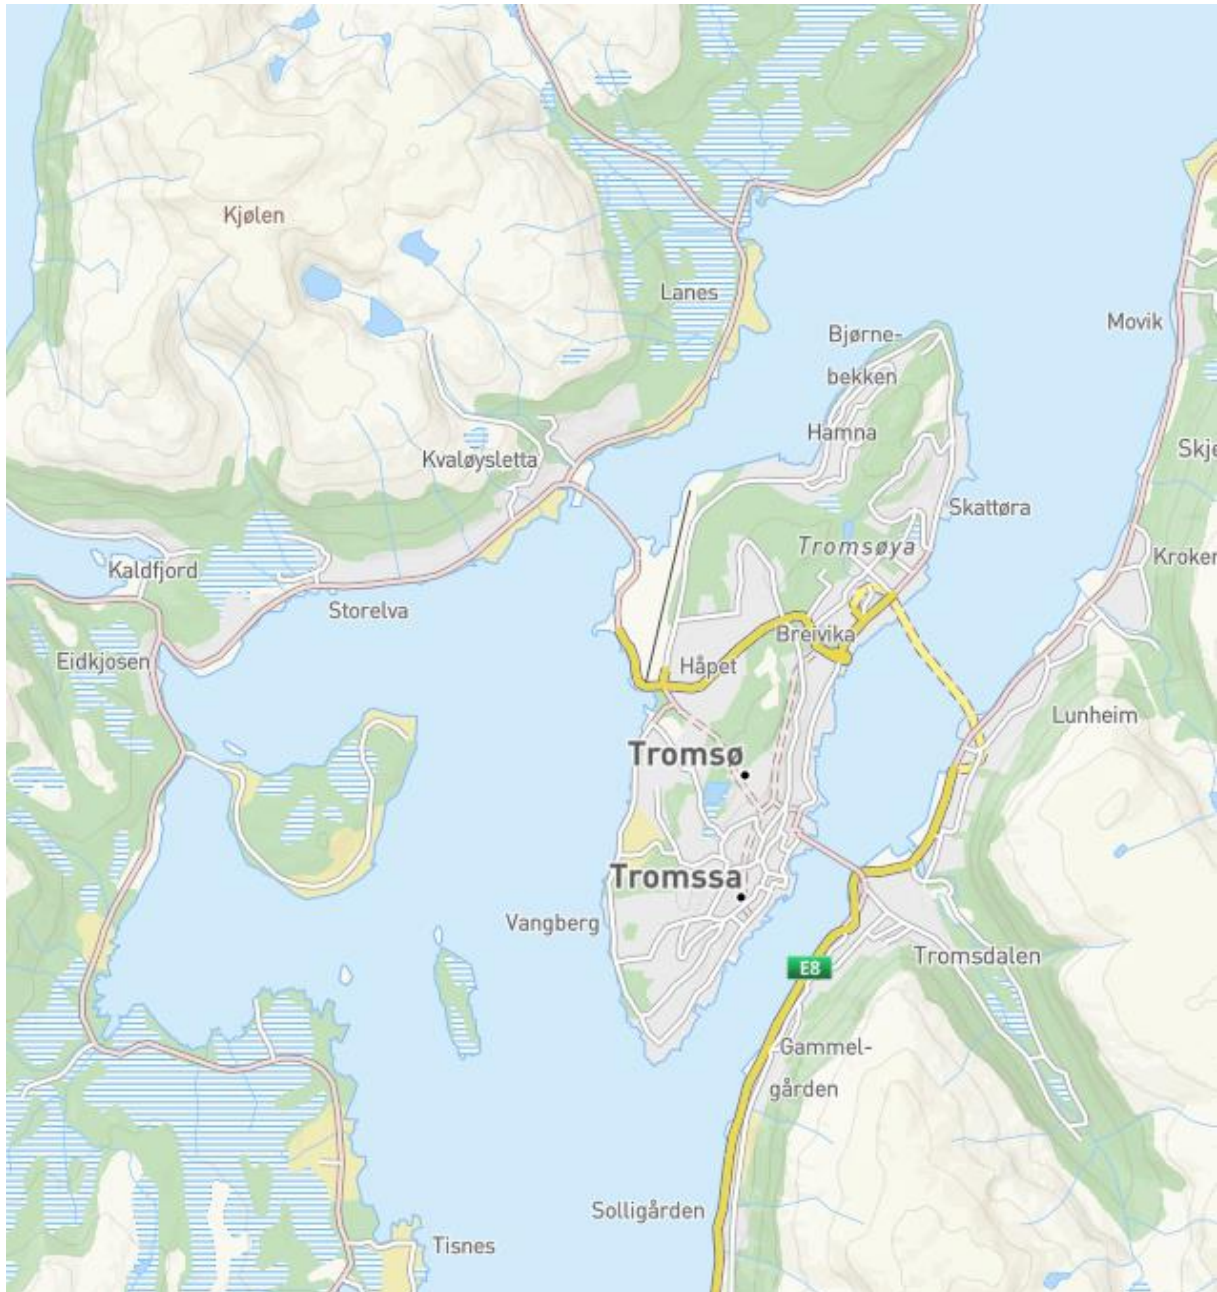 Kjølen
Lanes
Movik
Bjørne-
bekken
Hamna
Skje
Kvaløysletta
Skattøra
Tromsøya
Kroken
Kaldfjord
Storelva
Breivika
Eidkjosen
Håpet
Lunheim
Tromsø
Tromssa
Vangberg
Tromsdalen
E8
Gammel-
gården
Solligården
Tisnes